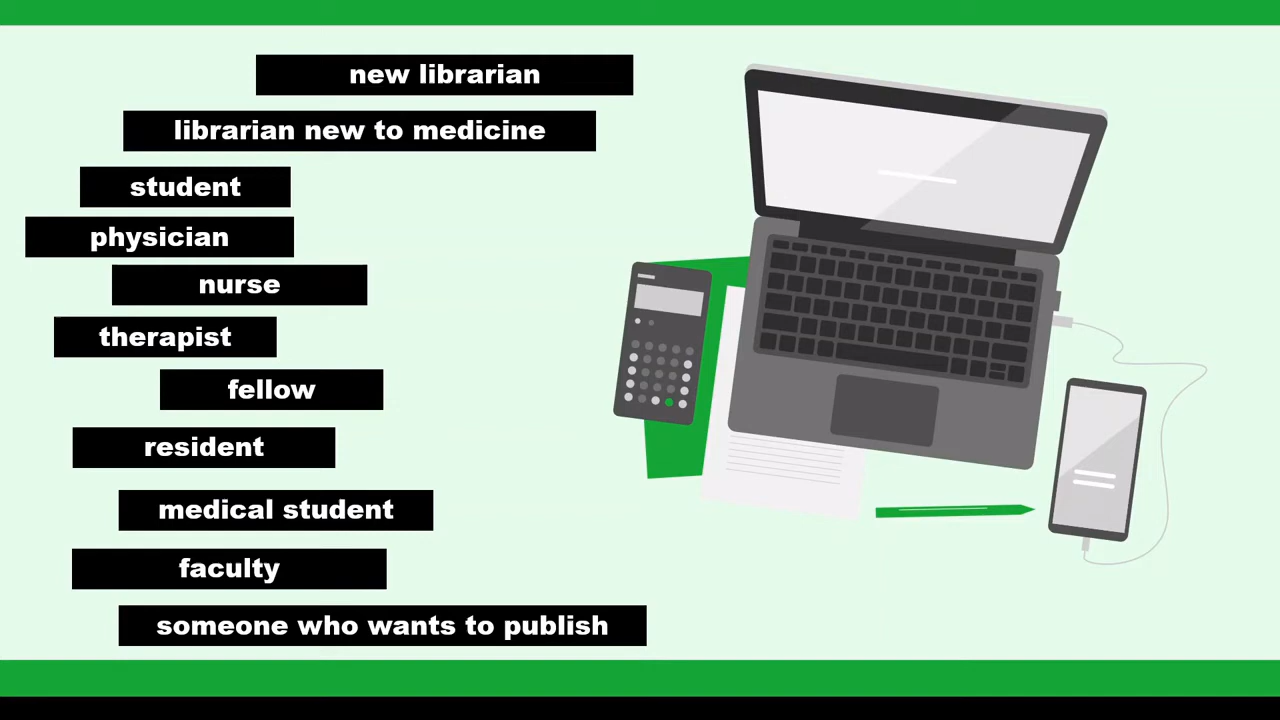 new librarian
librarian new to medicine
student
physician
nurse
therapist
fellow
resident
medical student
faculty
someone who wants to publish